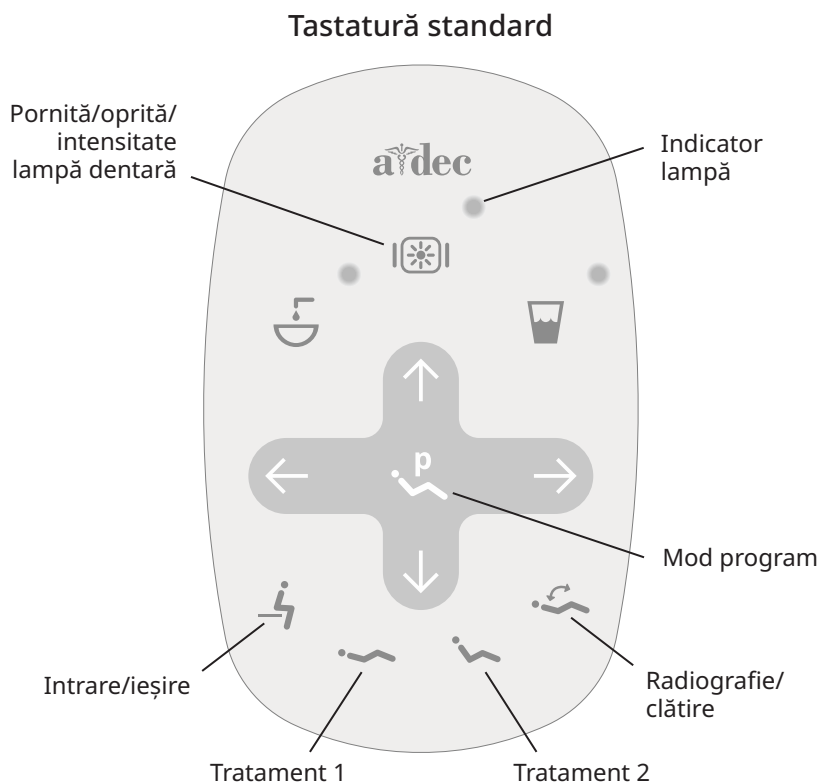 Tastatură standard
Pornită/oprită/
intensitate
lampă dentară
Indicator
lampă
a dec
p
Mod program
Intrare/ieșire
Radiografie/
clătire
Tratament 1
Tratament 2